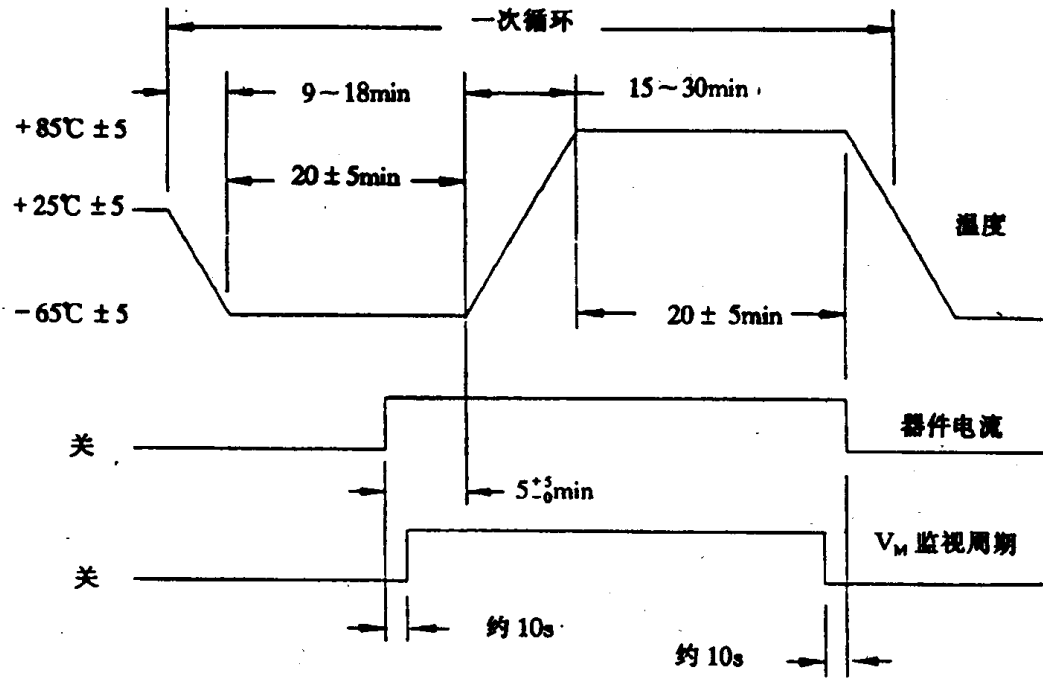 一次循环
9～18min
15～30min
+85℃ ±5
20±5min
+25℃ ±5
温度
-65℃ ±5
20± 5min
器件电流
关
5⁺⁵₋₀min
V_M 监视周期
关
约 10s
约 10s